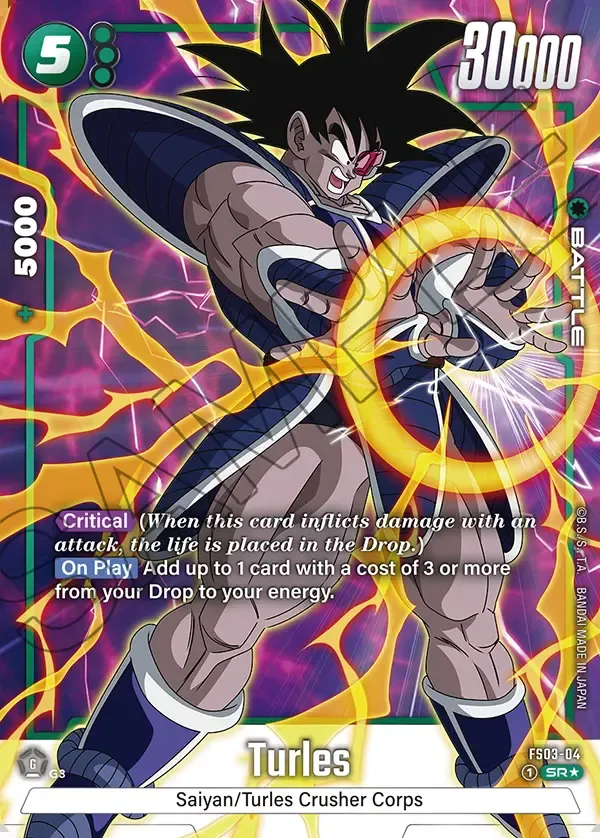 5
30000
+ 5000
BATTLE
SAMPLE
Critical (When this card inflicts damage with an
attack, the life is placed in the Drop.)
On Play Add up to 1 card with a cost of 3 or more
from your Drop to your energy.
©B.S./S., T.A. BANDAI MADE IN JAPAN
G
G3
Turles
FS03-04
1 SR★
Saiyan/Turles Crusher Corps